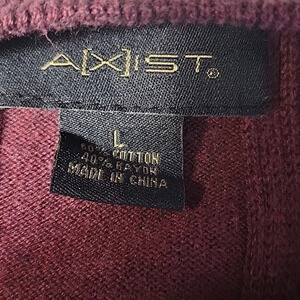 A[X]IST®
L
60% COTTON
40% RAYON
MADE IN CHINA